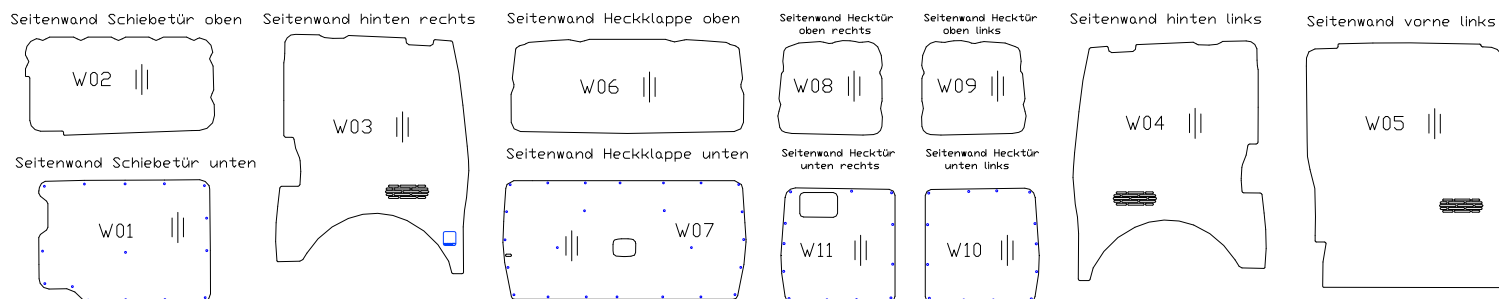 Seitenwand Schiebetür oben
W02
Seitenwand hinten rechts
W03
Seitenwand Heckklappe oben
W06
Seitenwand Hecktür
oben rechts
W08
Seitenwand Hecktür
oben links
W09
Seitenwand hinten links
W04
Seitenwand vorne links
W05
Seitenwand Schiebetür unten
W01
Seitenwand Heckklappe unten
W07
Seitenwand Hecktür
unten rechts
W11
Seitenwand Hecktür
unten links
W10